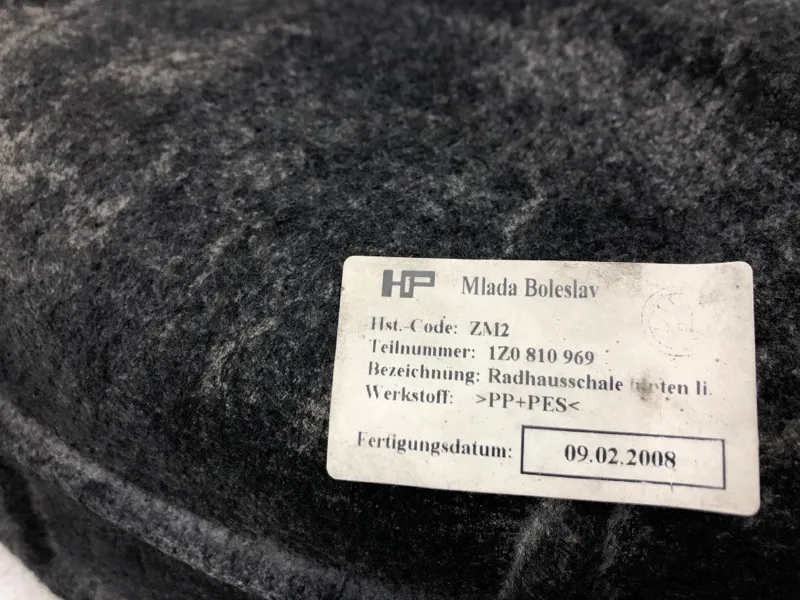 HP Mlada Boleslav
Hst.-Code: ZM2
Teilnummer: 1Z0 810 969
Bezeichnung: Radhausschale hinten li.
Werkstoff: >PP+PES<
Fertigungsdatum: 09.02.2008